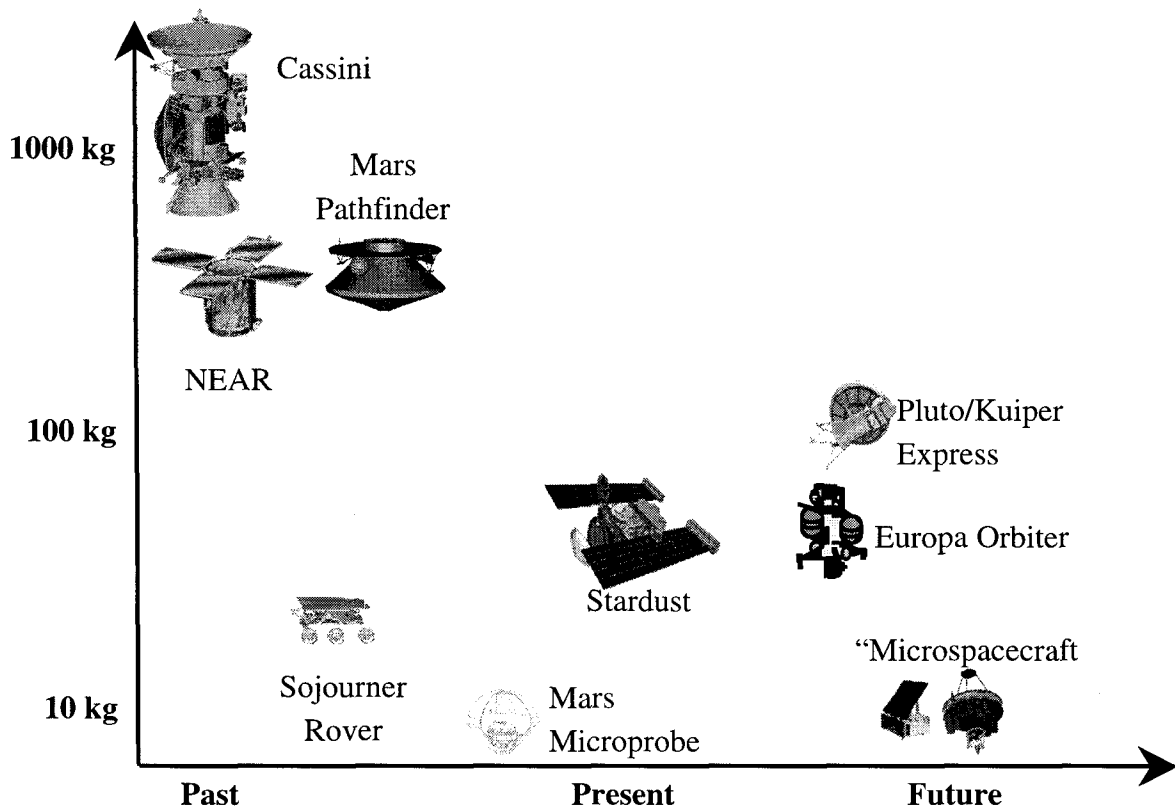 Cassini
1000 kg
Mars
Pathfinder
NEAR
Pluto/Kuiper
100 kg
Express
Europa Orbiter
Stardust
“Microspacecraft
Sojourner
Mars
10 kg
Rover
Microprobe
Past
Present
Future